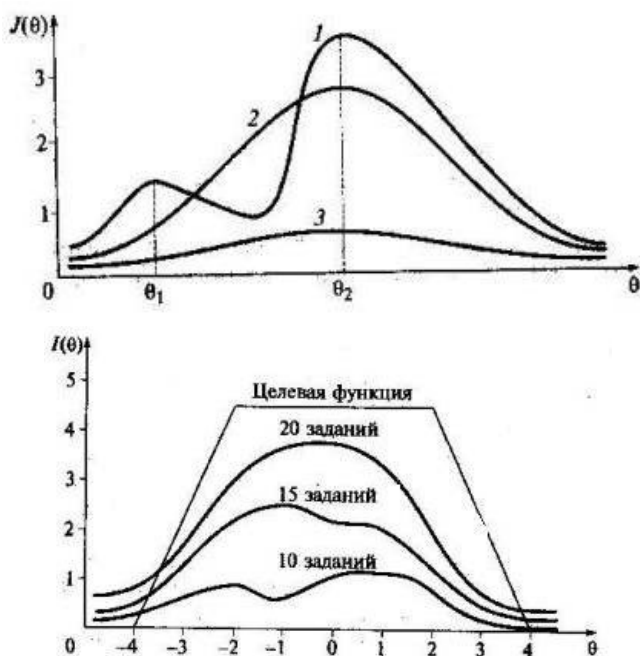 J(θ)
1
3
2
2
1
3
0
θ₁
θ₂
θ
I(θ)
5
Целевая функция
4
20 заданий
3
15 заданий
2
10 заданий
1
0
−4
−3
−2
−1
0
1
2
3
4
θ